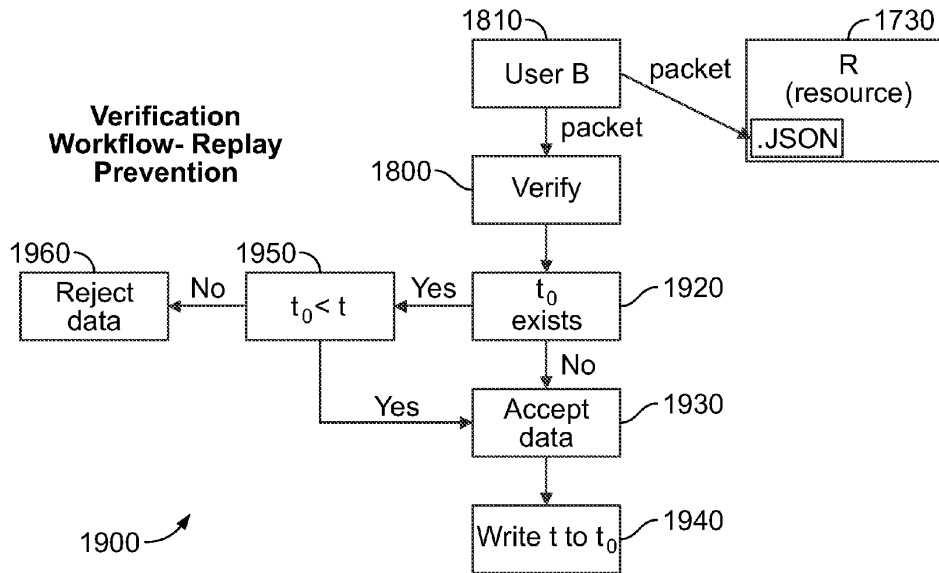 1810
1730
User B
packet
R
(resource)
.JSON
Verification
Workflow- Replay
Prevention
packet
1800
Verify
1960
1950
Reject
data
No
t₀< t
Yes
t₀
exists
1920
No
Yes
Accept
data
1930
Write t to t₀
1940
1900